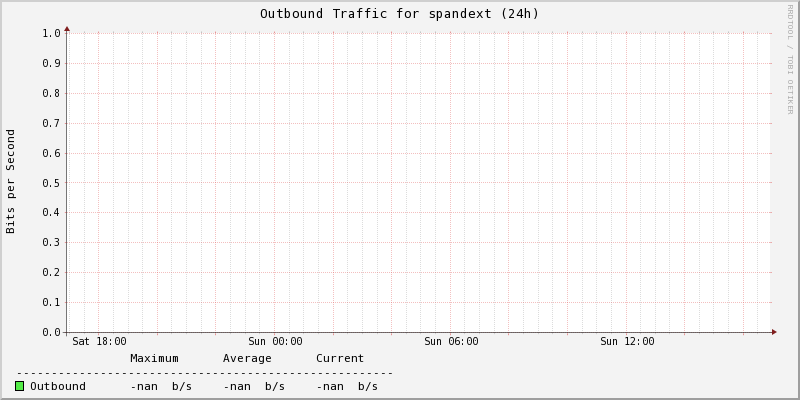 Outbound Traffic for spandext (24h)
RRDTOOL / TOBI OETIKER
Bits per Second
1.0
0.9
0.8
0.7
0.6
0.5
0.4
0.3
0.2
0.1
0.0
Sat 18:00 Sun 00:00 Sun 06:00 Sun 12:00
Maximum Average Current
Outbound -nan b/s -nan b/s -nan b/s